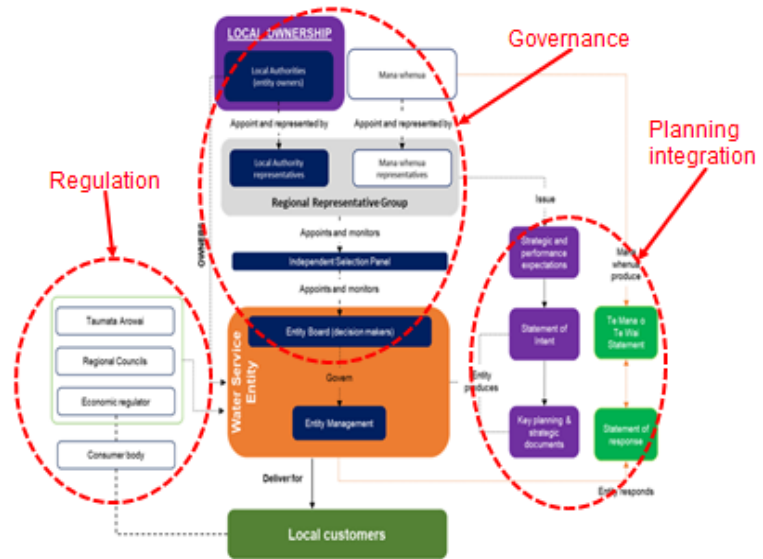 LOCAL OWNERSHIP
Local Authorities
(entity owners)
Mana whenua
Governance
Appoint and represented by
Appoint and represented by
Local Authority
representatives
Mana whenua
representatives
Regional Representative Group
Planning
integration
Regulation
Appoints and monitors
Issue
OWNERS
Independent Selection Panel
Strategic and
performance
expectations
Mana
whenua
produce
Appoints and monitors
Taumata Arowai
Regional Councils
Economic regulator
Consumer body
Water Service
Entity
Entity Board (decision makers)
Govern
Entity Management
Statement of
Intent
Te Mana o
Te Wai
Statement
Entity
produces
Key planning &
strategic
documents
Statement of
response
Deliver for
Entity responds
Local customers